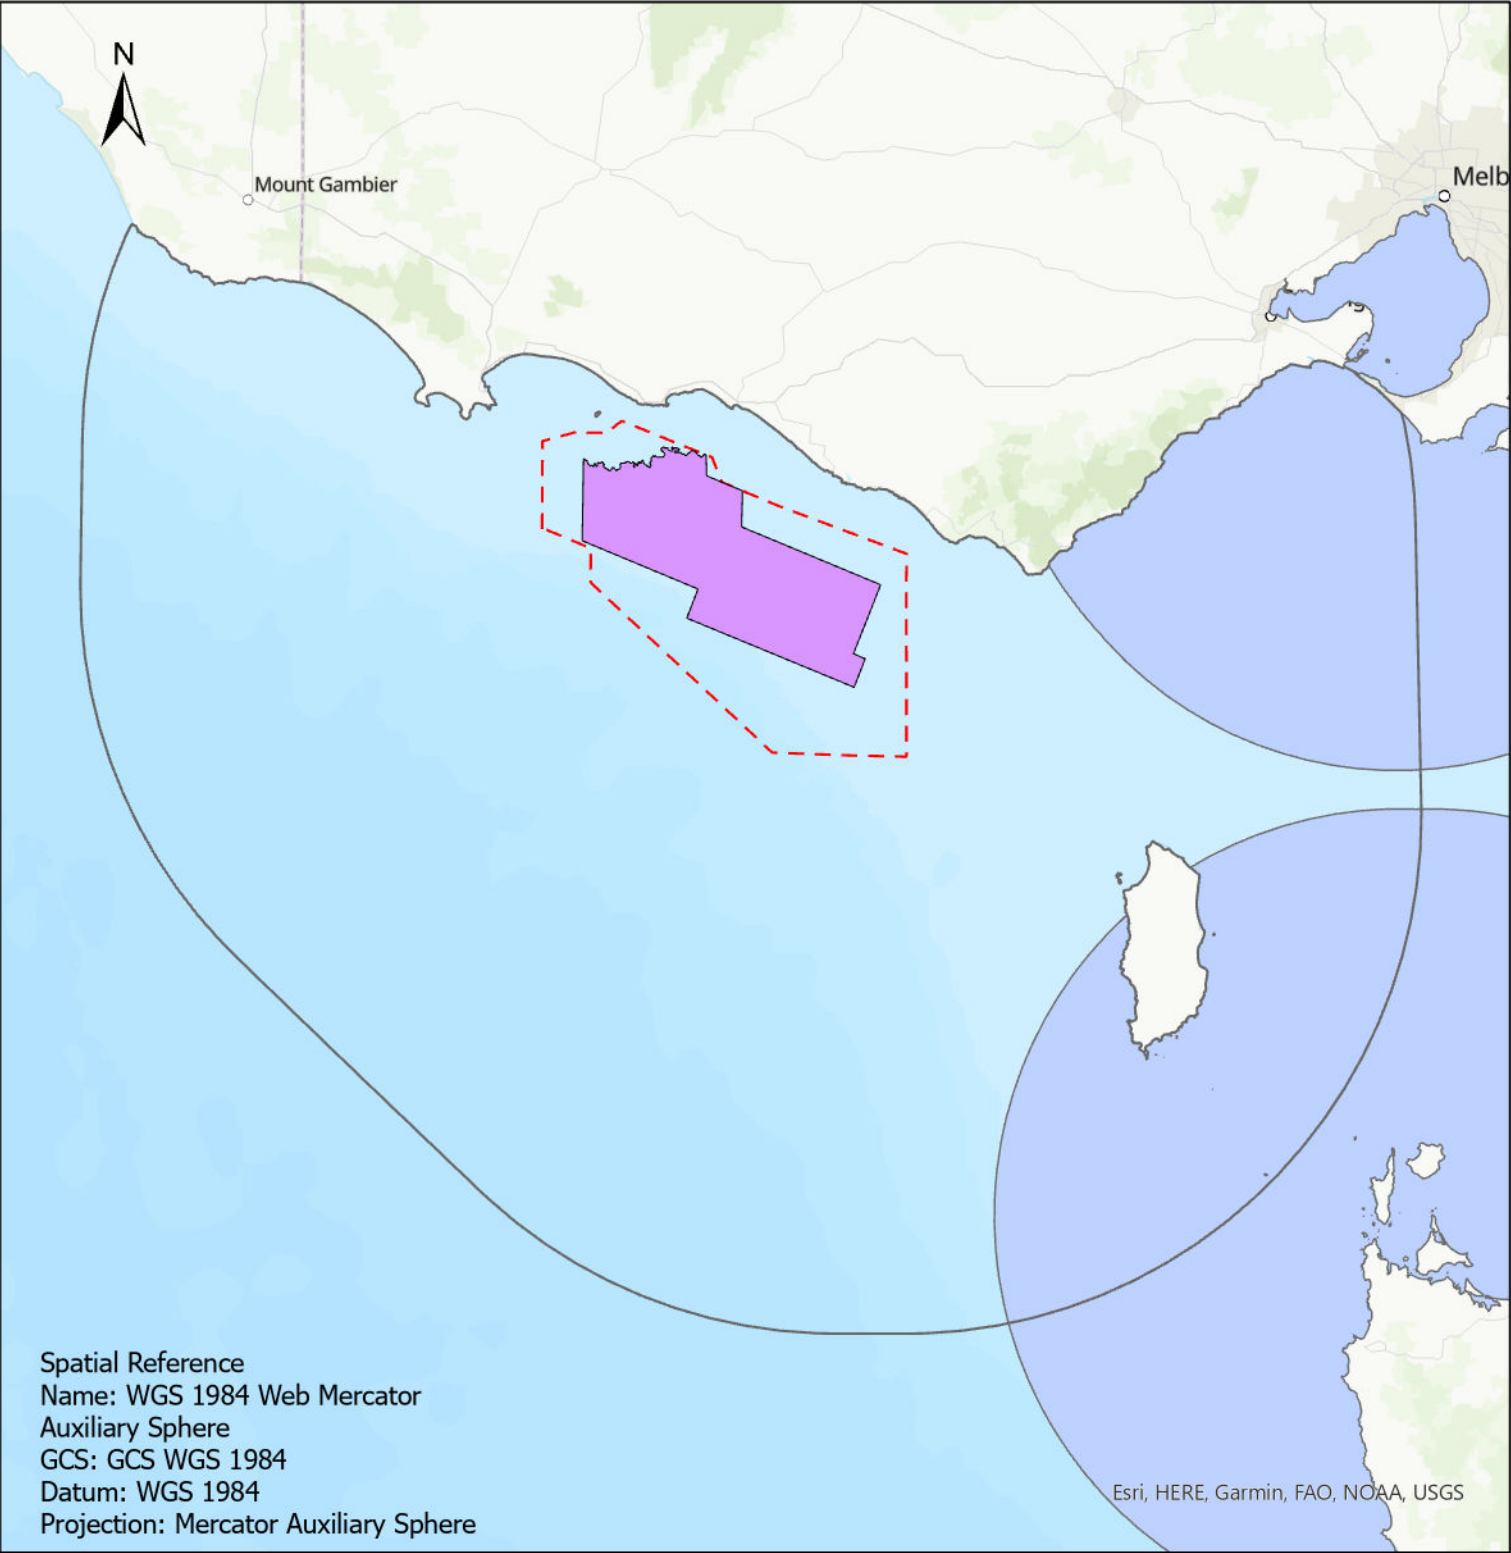 N
Mount Gambier
Melb
Spatial Reference
Name: WGS 1984 Web Mercator
Auxiliary Sphere
GCS: GCS WGS 1984
Datum: WGS 1984
Projection: Mercator Auxiliary Sphere
Esri, HERE, Garmin, FAO, NOAA, USGS